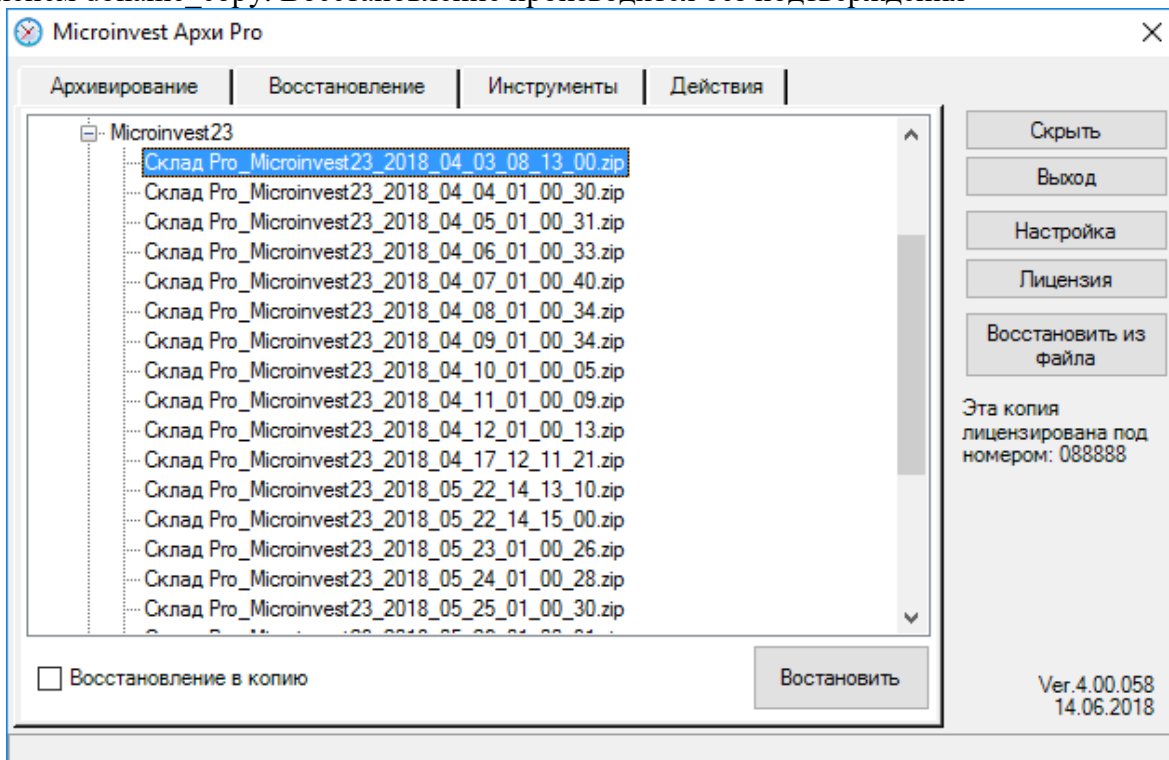 Microinvest Архи Pro
Архивирование
Восстановление
Инструменты
Действия
Microinvest23
Склад Pro_Microinvest23_2018_04_03_08_13_00.zip
Склад Pro_Microinvest23_2018_04_04_01_00_30.zip
Склад Pro_Microinvest23_2018_04_05_01_00_31.zip
Склад Pro_Microinvest23_2018_04_06_01_00_33.zip
Склад Pro_Microinvest23_2018_04_07_01_00_40.zip
Склад Pro_Microinvest23_2018_04_08_01_00_34.zip
Склад Pro_Microinvest23_2018_04_09_01_00_34.zip
Склад Pro_Microinvest23_2018_04_10_01_00_05.zip
Склад Pro_Microinvest23_2018_04_11_01_00_09.zip
Склад Pro_Microinvest23_2018_04_12_01_00_13.zip
Склад Pro_Microinvest23_2018_04_17_12_11_21.zip
Склад Pro_Microinvest23_2018_05_22_14_13_10.zip
Склад Pro_Microinvest23_2018_05_22_14_15_00.zip
Склад Pro_Microinvest23_2018_05_23_01_00_26.zip
Склад Pro_Microinvest23_2018_05_24_01_00_28.zip
Склад Pro_Microinvest23_2018_05_25_01_00_30.zip
Восстановление в копию
Востановить
Скрыть
Выход
Настройка
Лицензия
Восстановить из
файла
Эта копия
лицензирована под
номером: 088888
Ver.4.00.058
14.06.2018